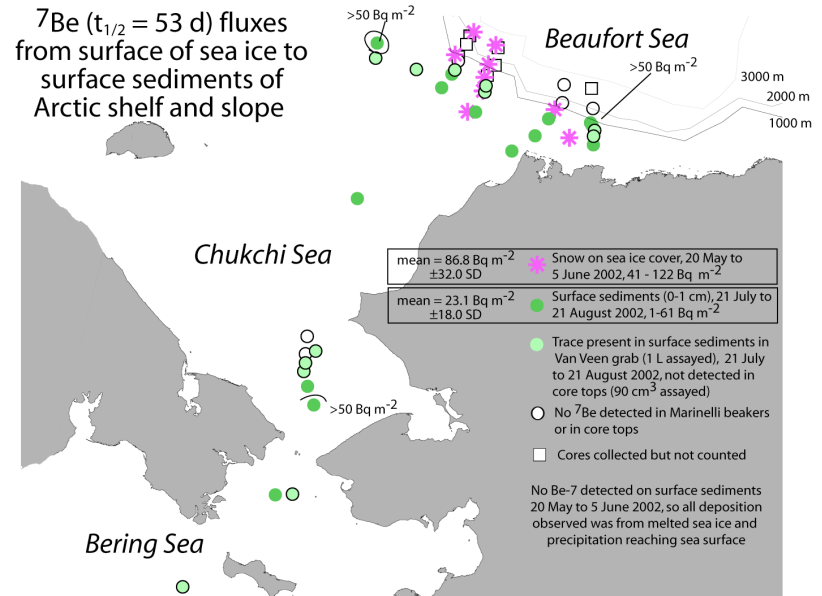 ⁷Be (t₁/₂ = 53 d) fluxes
from surface of sea ice to
surface sediments of
Arctic shelf and slope
>50 Bq m⁻²
Beaufort Sea
>50 Bq m⁻²
3000 m
2000 m
1000 m
Chukchi Sea
mean = 86.8 Bq m⁻²
±32.0 SD
Snow on sea ice cover, 20 May to
5 June 2002, 41 - 122 Bq m⁻²
mean = 23.1 Bq m⁻²
±18.0 SD
Surface sediments (0-1 cm), 21 July to
21 August 2002, 1-61 Bq m⁻²
Trace present in surface sediments in
Van Veen grab (1 L assayed), 21 July
to 21 August 2002, not detected in
core tops (90 cm³ assayed)
>50 Bq m⁻²
No ⁷Be detected in Marinelli beakers
or in core tops
Cores collected but not counted
No Be-7 detected on surface sediments
20 May to 5 June 2002, so all deposition
observed was from melted sea ice and
precipitation reaching sea surface
Bering Sea